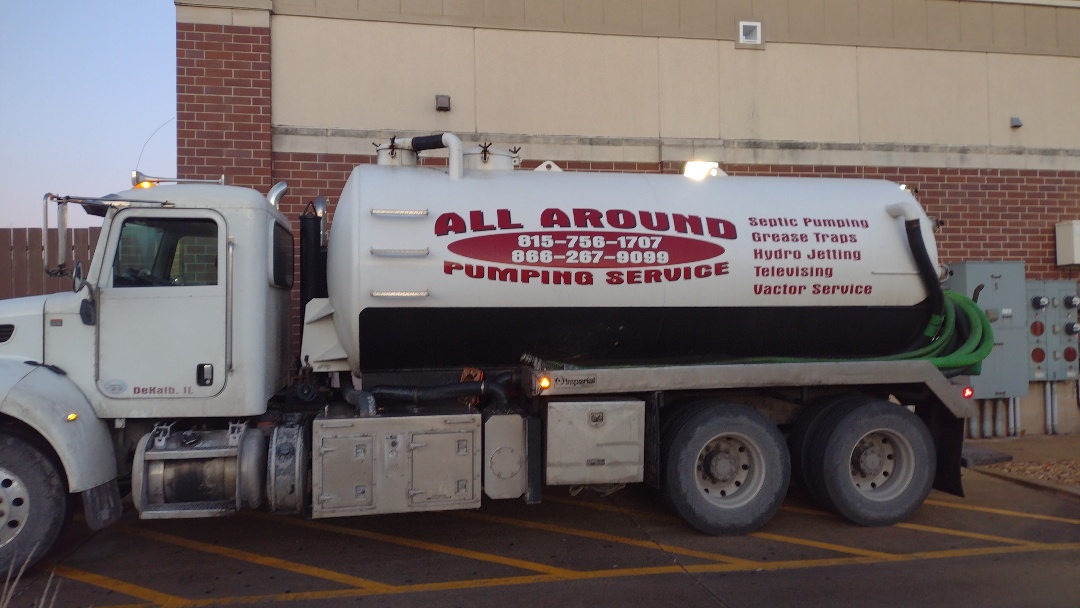 ALL AROUND
815-756-1707
866-267-9099
PUMPING SERVICE
Septic Pumping
Grease Traps
Hydro Jetting
Televising
Vactor Service
DeKalb, IL
Imperial